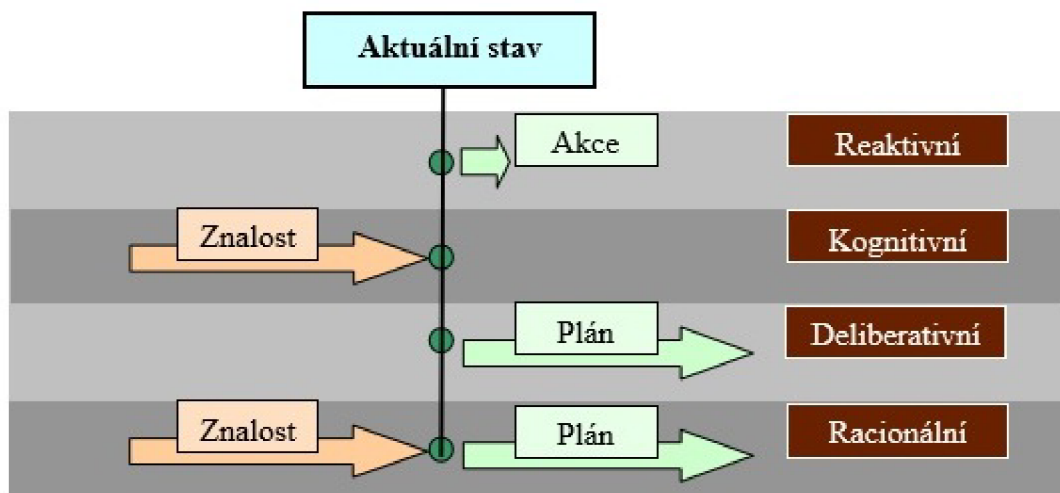 Aktuální stav
Akce
Reaktivní
Znalost
Kognitivní
Plán
Deliberativní
Znalost
Plán
Racionální